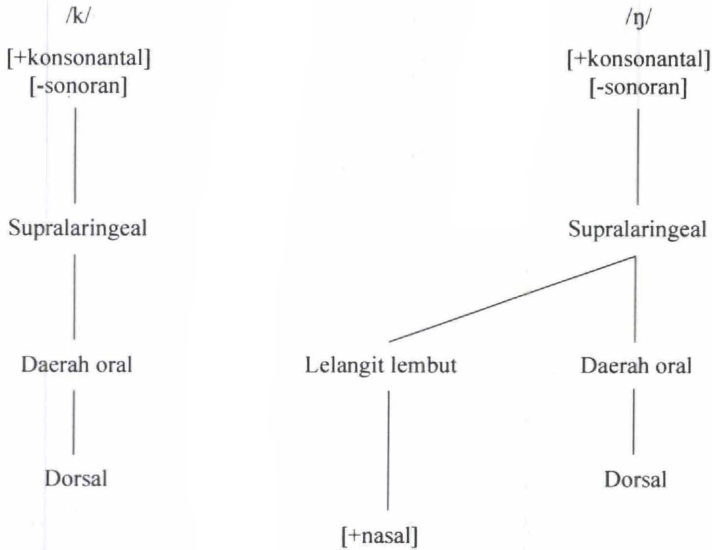 /k/ /ŋ/
[+konsonantal] [+konsonantal]
[-sonoran] [-sonoran]
Supralaringeal Supralaringeal
Daerah oral Lelangit lembut Daerah oral
Dorsal Dorsal
[+nasal]